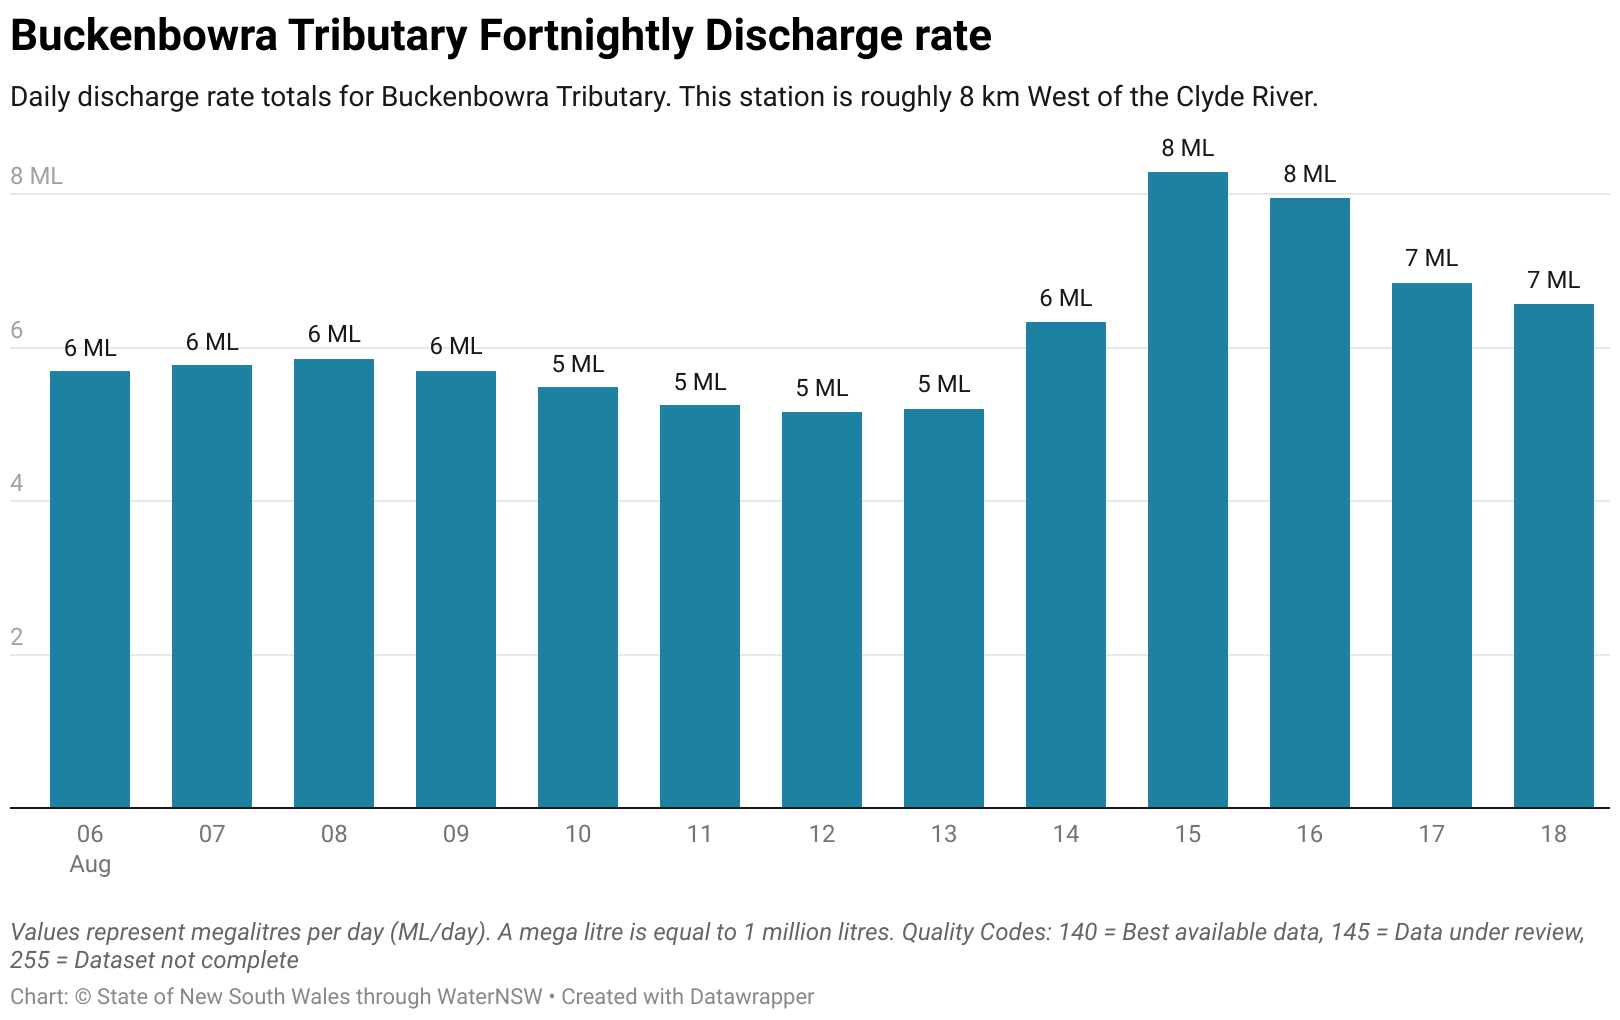 Buckenbowra Tributary Fortnightly Discharge rate
Daily discharge rate totals for Buckenbowra Tributary. This station is roughly 8 km West of the Clyde River.
8 ML
6
4
2
6 ML
6 ML
6 ML
6 ML
5 ML
5 ML
5 ML
5 ML
6 ML
8 ML
8 ML
7 ML
7 ML
06 07 08 09 10 11 12 13 14 15 16 17 18
Aug
Values represent megalitres per day (ML/day). A mega litre is equal to 1 million litres. Quality Codes: 140 = Best available data, 145 = Data under review,
255 = Dataset not complete
Chart: © State of New South Wales through WaterNSW • Created with Datawrapper